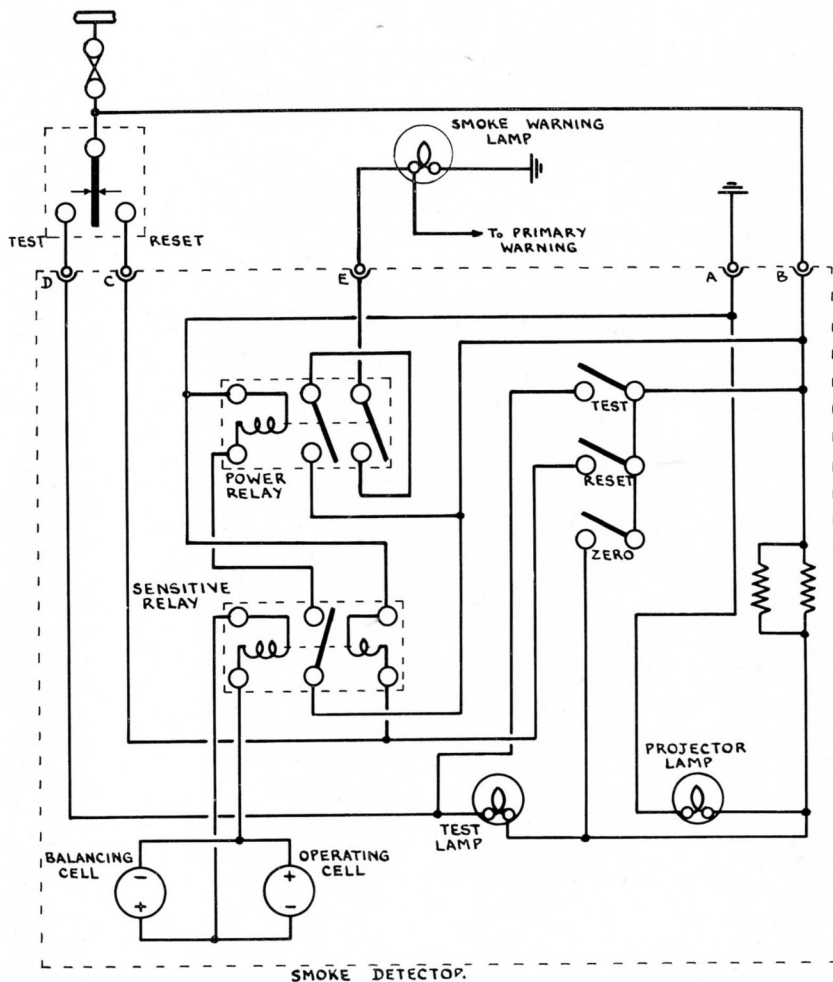 SMOKE WARNING
LAMP
TEST
RESET
To PRIMARY
WARNING
D
C
E
A
B
TEST
POWER
RELAY
RESET
ZERO
SENSITIVE
RELAY
PROJECTOR
LAMP
TEST
LAMP
BALANCING
CELL
OPERATING
CELL
-
+
+
-
SMOKE DETECTOP.